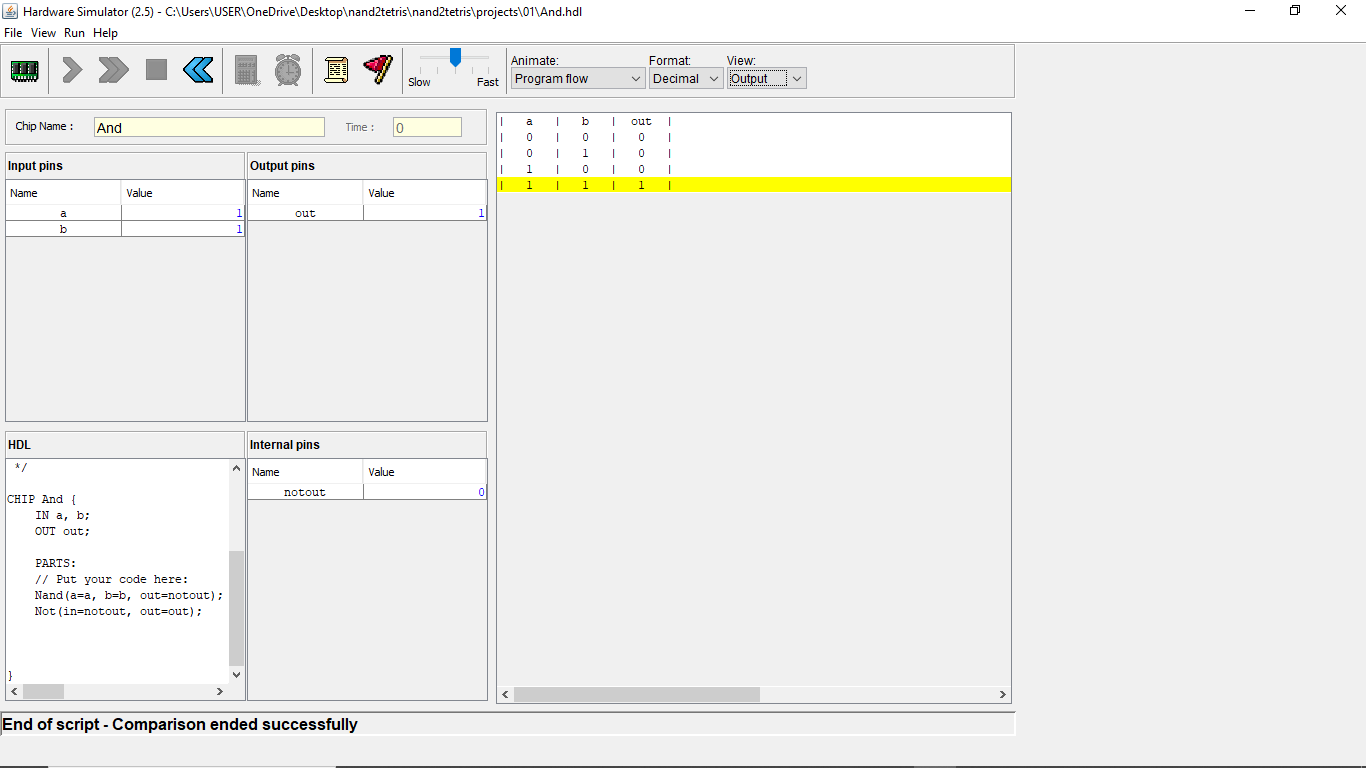 Hardware Simulator (2.5) - C:\Users\USER\OneDrive\Desktop\nand2tetris\nand2tetris\projects\01\And.hdl
File View Run Help
Slow Fast
Animate: Format: View:
Program flow Decimal Output
Chip Name : And Time : 0
Input pins
Name Value
a 1
b 1
Output pins
Name Value
out 1
HDL
*/
CHIP And {
IN a, b;
OUT out;
PARTS:
// Put your code here:
Nand(a=a, b=b, out=notout);
Not(in=notout, out=out);
}
Internal pins
Name Value
notout 0
| a | b | out |
| 0 | 0 | 0 |
| 0 | 1 | 0 |
| 1 | 0 | 0 |
| 1 | 1 | 1 |
End of script - Comparison ended successfully